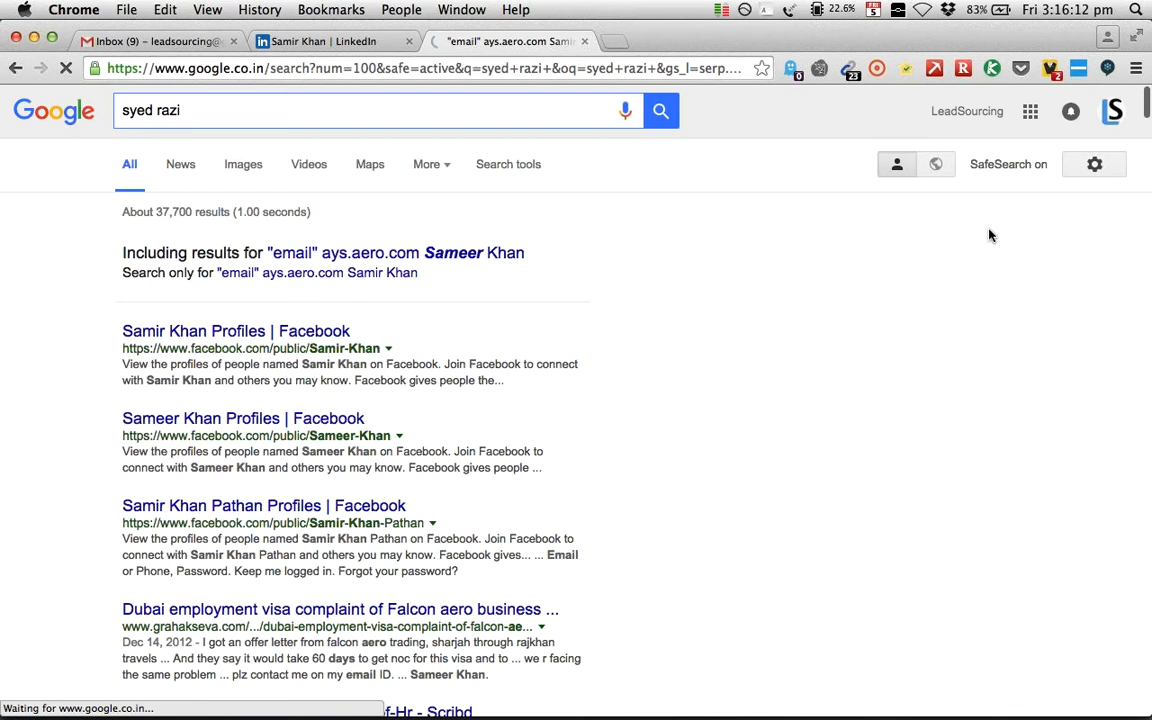 Chrome File Edit View History Bookmarks People Window Help 22.6% 5 83% Fri 3:16:12 pm
Inbox (9) – leadsourcing@ Samir Khan | LinkedIn "email" ays.aero.com Sami
https://www.google.co.in/search?num=100&safe=active&q=syed+razi+&oq=syed+razi+&gs_l=serp.... 0 23 2
Google syed razi LeadSourcing
All News Images Videos Maps More Search tools SafeSearch on
About 37,700 results (1.00 seconds)
Including results for "email" ays.aero.com Sameer Khan
Search only for "email" ays.aero.com Samir Khan
Samir Khan Profiles | Facebook
https://www.facebook.com/public/Samir-Khan
View the profiles of people named Samir Khan on Facebook. Join Facebook to connect
with Samir Khan and others you may know. Facebook gives people the...
Sameer Khan Profiles | Facebook
https://www.facebook.com/public/Sameer-Khan
View the profiles of people named Sameer Khan on Facebook. Join Facebook to
connect with Sameer Khan and others you may know. Facebook gives people ...
Samir Khan Pathan Profiles | Facebook
https://www.facebook.com/public/Samir-Khan-Pathan
View the profiles of people named Samir Khan Pathan on Facebook. Join Facebook to
connect with Samir Khan Pathan and others you may know. Facebook gives... ... Email
or Phone, Password. Keep me logged in. Forgot your password?
Dubai employment visa complaint of Falcon aero business ...
www.grahakseva.com/.../dubai-employment-visa-complaint-of-falcon-ae...
Dec 14, 2012 - I got an offer letter from falcon aero trading, sharjah through rajkhan
travels ... And they say it would take 60 days to get noc for this visa and to ... we r facing
the same problem ... plz contact me on my email ID. ... Sameer Khan.
Waiting for www.google.co.in... f-Hr - Scribd